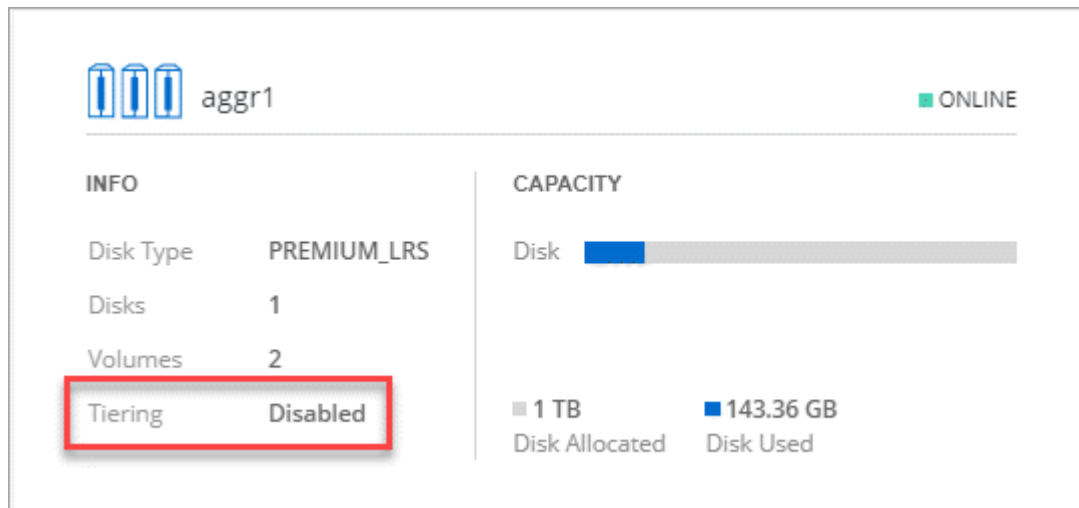 aggr1
ONLINE
INFO
Disk Type PREMIUM_LRS
Disks 1
Volumes 2
Tiering Disabled
CAPACITY
Disk
1 TB
Disk Allocated
143.36 GB
Disk Used